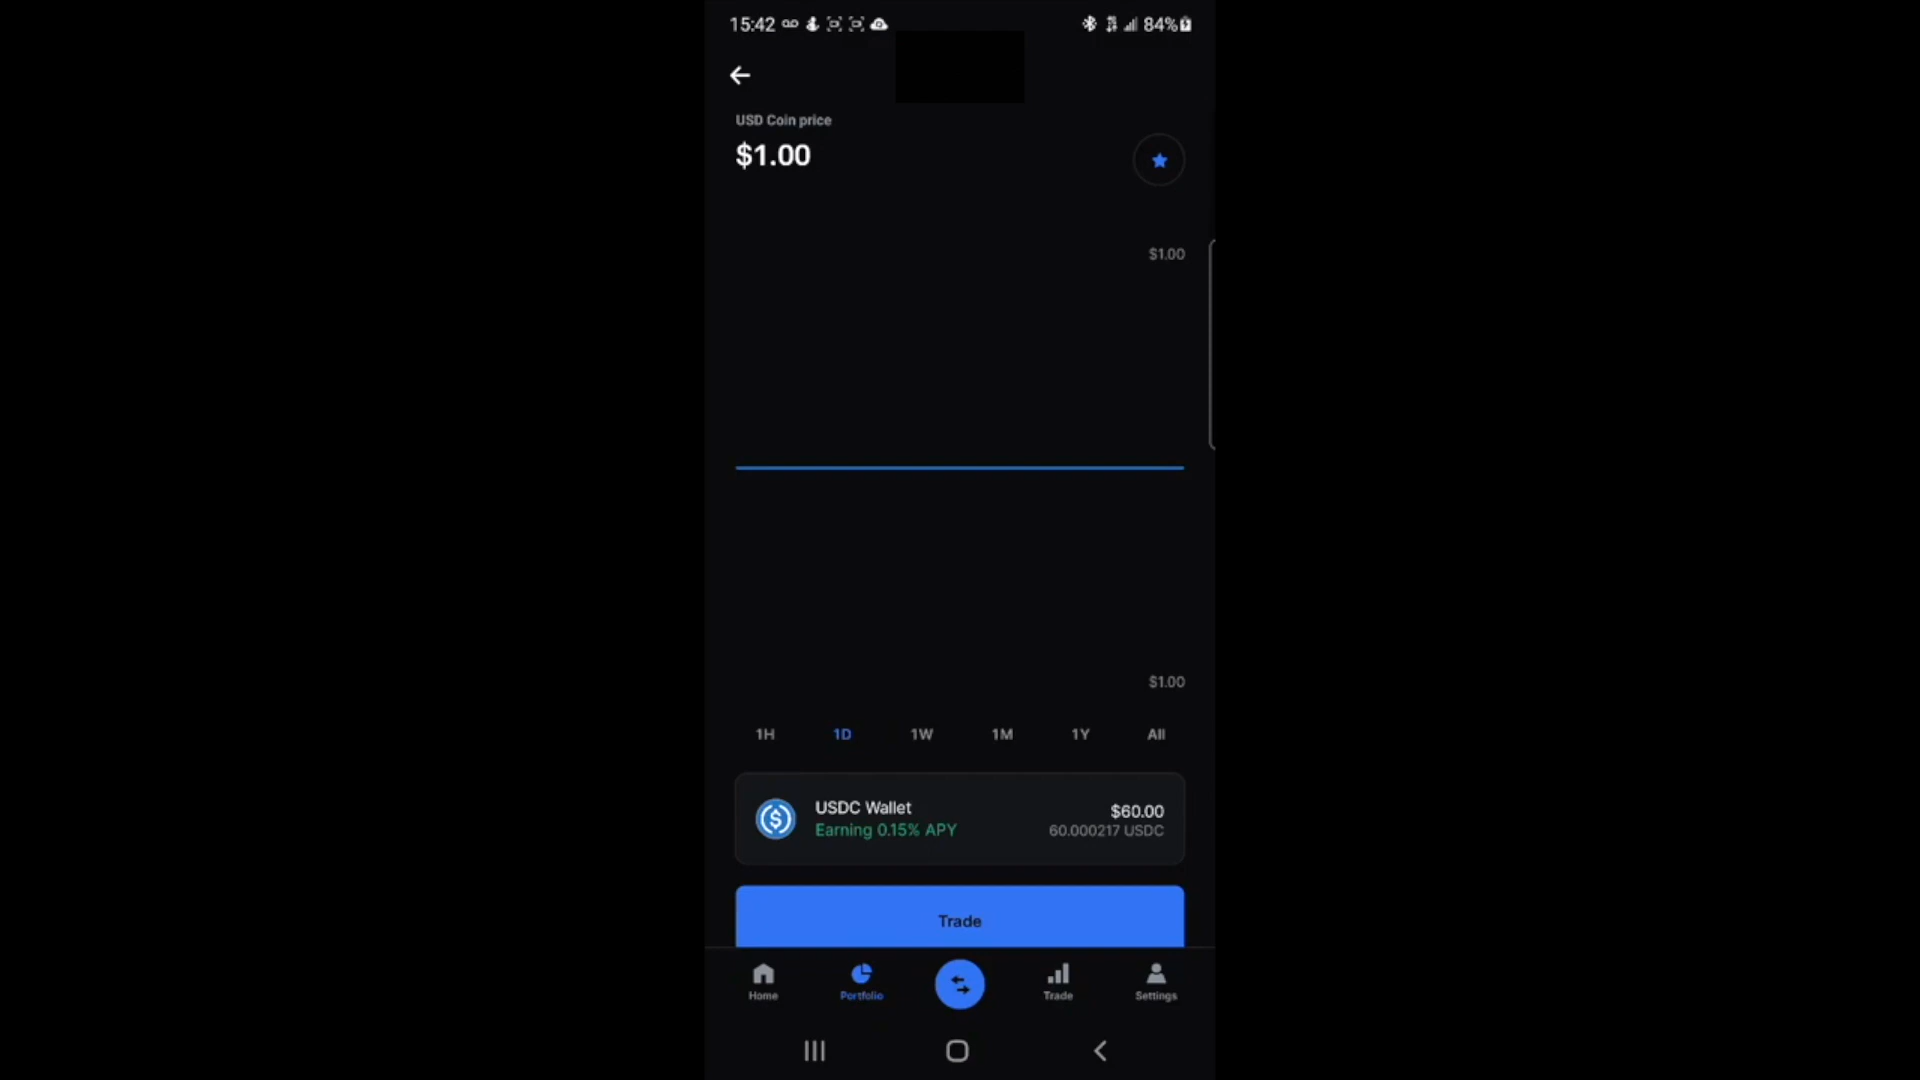 15:42
84%
USD Coin price
$1.00
$1.00
$1.00
1H 1D 1W 1M 1Y All
USDC Wallet
$60.00
Earning 0.15% APY
60.000217 USDC
Trade
Home Portfolio Trade Settings